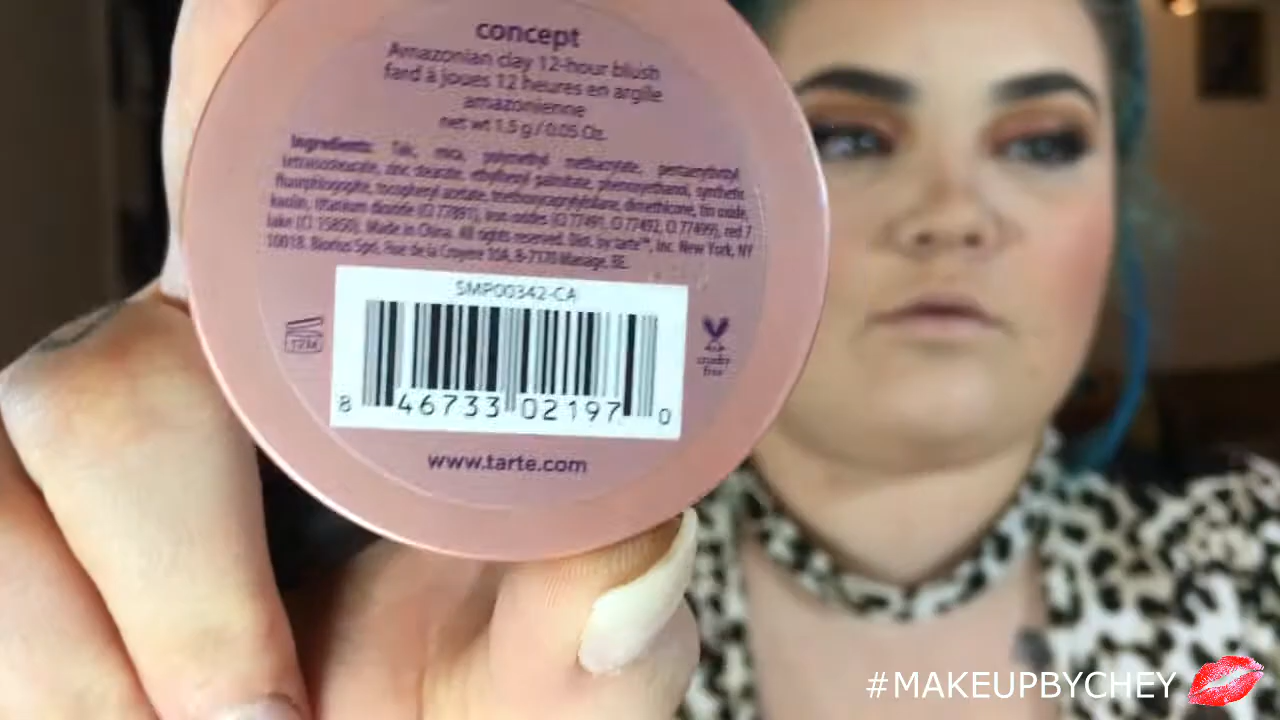 concept
Amazonian clay 12-hour blush
fard à joues 12 heures en argile
amazonienne
net wt 1.5 g / 0.05 Oz.
Ingredients: Talc, mica, polymethyl methacrylate, pentaerythrityl
tetraisostearate, zinc stearate, ethylhexyl palmitate, phenoxyethanol, synthetic
fluorphlogopite, tocopheryl acetate, triethoxycaprylylsilane, dimethicone, tin oxide,
kaolin, titanium dioxide (CI 77891), iron oxides (CI 77491, CI 77492, CI 77499), red 7
lake (CI 15850). Made in China. All rights reserved. Dist. by tarte™, Inc. New York, NY
10018. Biorius Sprl, Rue de la 10A, B-7170 Manage, BE.
SMP00342-CA
8 46733 02197 0
12M
cruelty
free
www.tarte.com
#MAKEUPBYCHEY